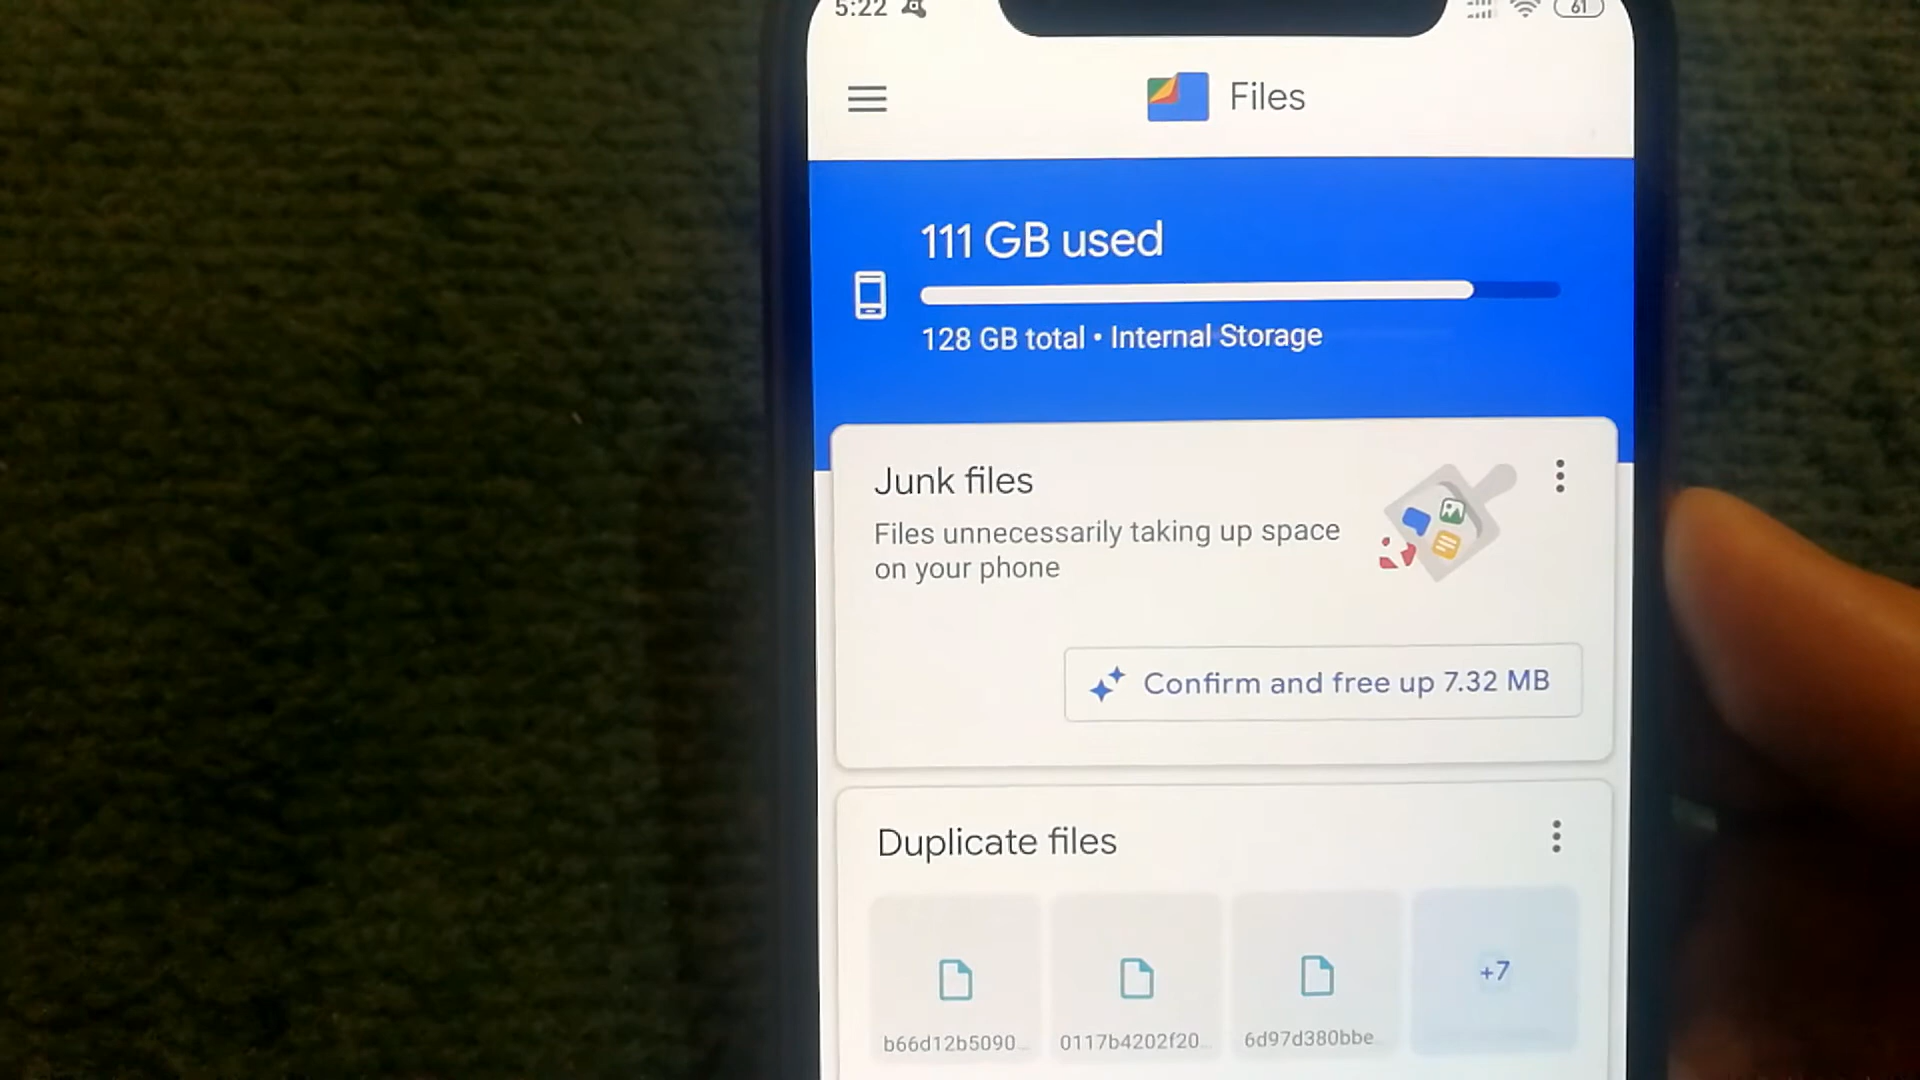 5:22
61
Files
111 GB used
128 GB total • Internal Storage
Junk files
Files unnecessarily taking up space
on your phone
Confirm and free up 7.32 MB
Duplicate files
+7
b66d12b5090... 0117b4202f20... 6d97d380bbe